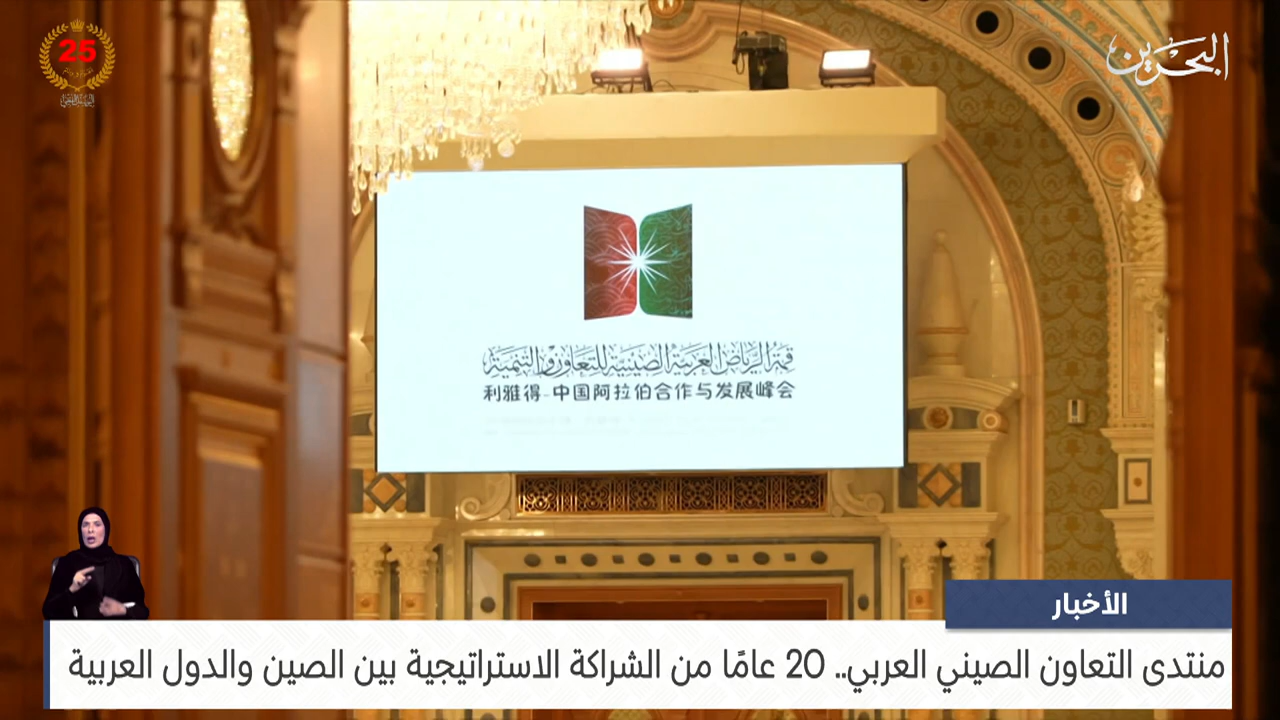 25
البحرين
قمة الرياض العربية الصينية للتعاون والتنمية
利雅得-中国阿拉伯合作与发展峰会
الأخبار
منتدى التعاون الصيني العربي.. 20 عامًا من الشراكة الاستراتيجية بين الصين والدول العربية